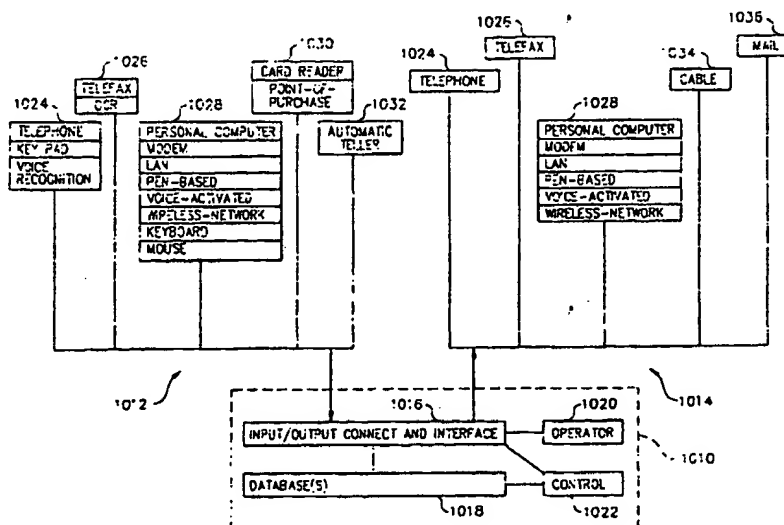 1024
TELEPHONE
KEY PAD
VOICE
RECOGNITION
1026
TELEFAX
OCR
1028
PERSONAL COMPUTER
MODEM
LAN
PEN-BASED
VOICE-ACTIVATED
WIRELESS-NETWORK
KEYBOARD
MOUSE
1030
CARD READER
POINT-OF-
PURCHASE
1032
AUTOMATIC
TELLER
1024
TELEPHONE
1026
TELEFAX
1028
PERSONAL COMPUTER
MODEM
LAN
PEN-BASED
VOICE-ACTIVATED
WIRELESS-NETWORK
1034
CABLE
1036
MAIL
1012
1014
1016
INPUT/OUTPUT CONNECT AND INTERFACE
1020
OPERATOR
1010
DATABASE(S)
1018
CONTROL
1022